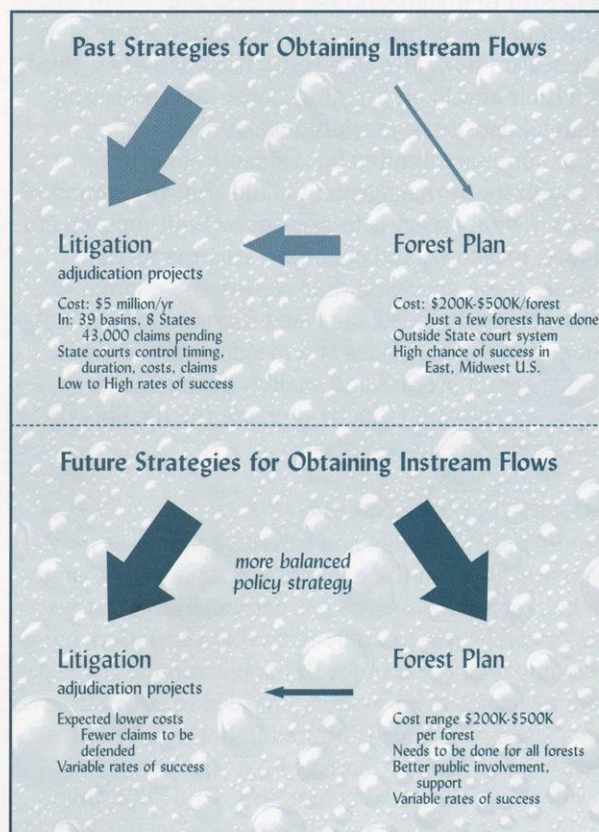 Past Strategies for Obtaining Instream Flows
Litigation
adjudication projects
Cost: $5 million/yr
In: 39 basins, 8 States
43,000 claims pending
State courts control timing,
duration, costs, claims
Low to High rates of success
Forest Plan
Cost: $200K-$500K/forest
Just a few forests have done
Outside State court system
High chance of success in
East, Midwest U.S.
Future Strategies for Obtaining Instream Flows
more balanced
policy strategy
Litigation
adjudication projects
Expected lower costs
Fewer claims to be
defended
Variable rates of success
Forest Plan
Cost range $200K-$500K
per forest
Needs to be done for all forests
Better public involvement,
support
Variable rates of success